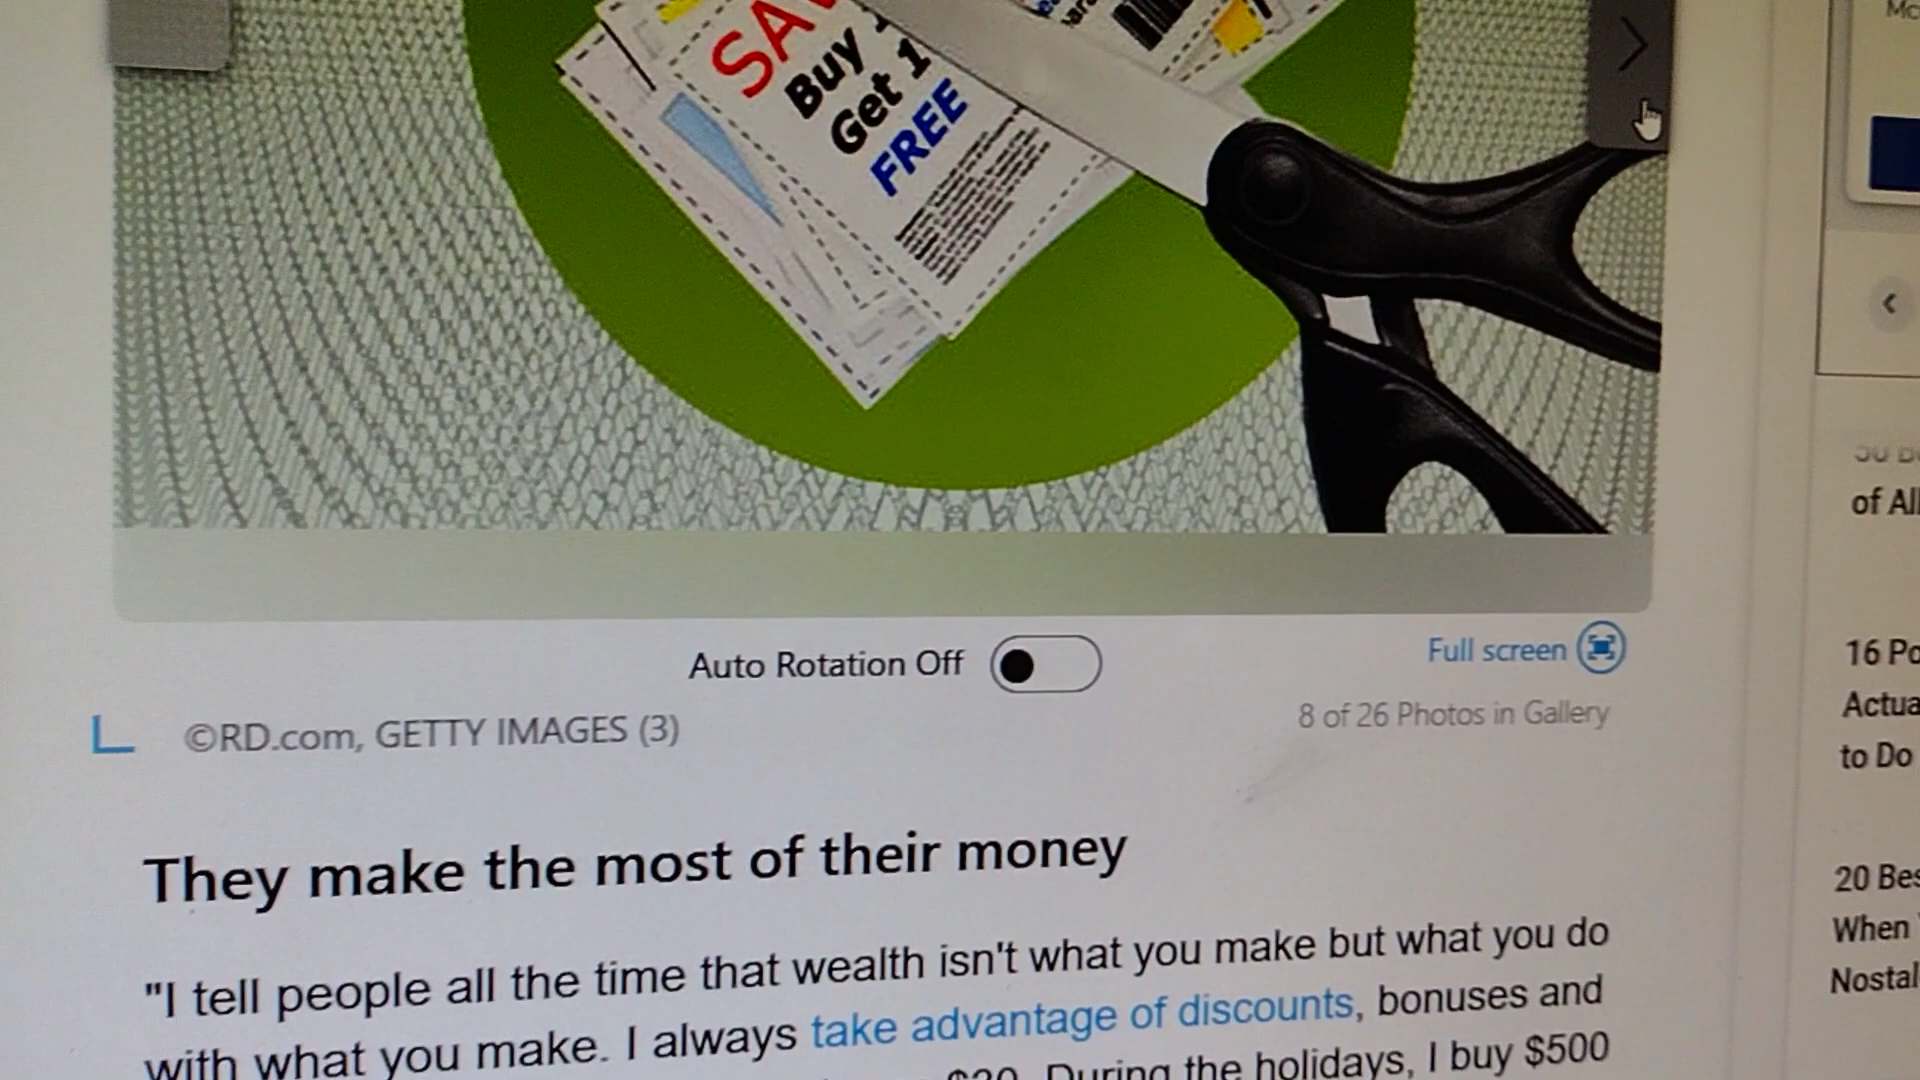 Buy
Get 1
FREE
Auto Rotation Off
Full screen
8 of 26 Photos in Gallery
©RD.com, GETTY IMAGES (3)
They make the most of their money
"I tell people all the time that wealth isn't what you make but what you do
with what you make. I always take advantage of discounts, bonuses and
During the holidays, I buy $500
of All
16
Actua
to Do
20
When
Nostal